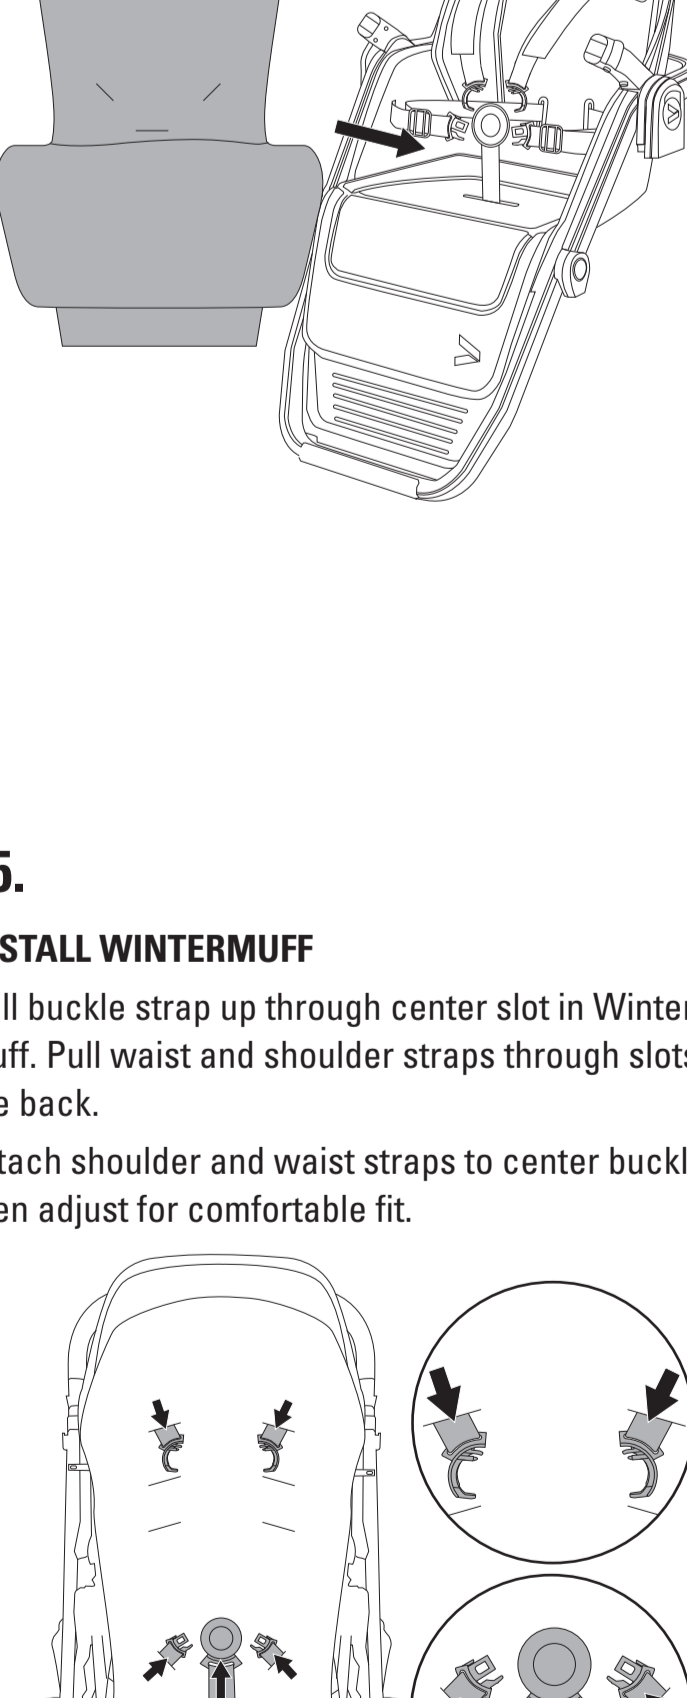 5.
STALL WINTERMUFF
ll buckle strap up through center slot in Winter
uff. Pull waist and shoulder straps through slots
e back.
tach shoulder and waist straps to center buckl
en adjust for comfortable fit.